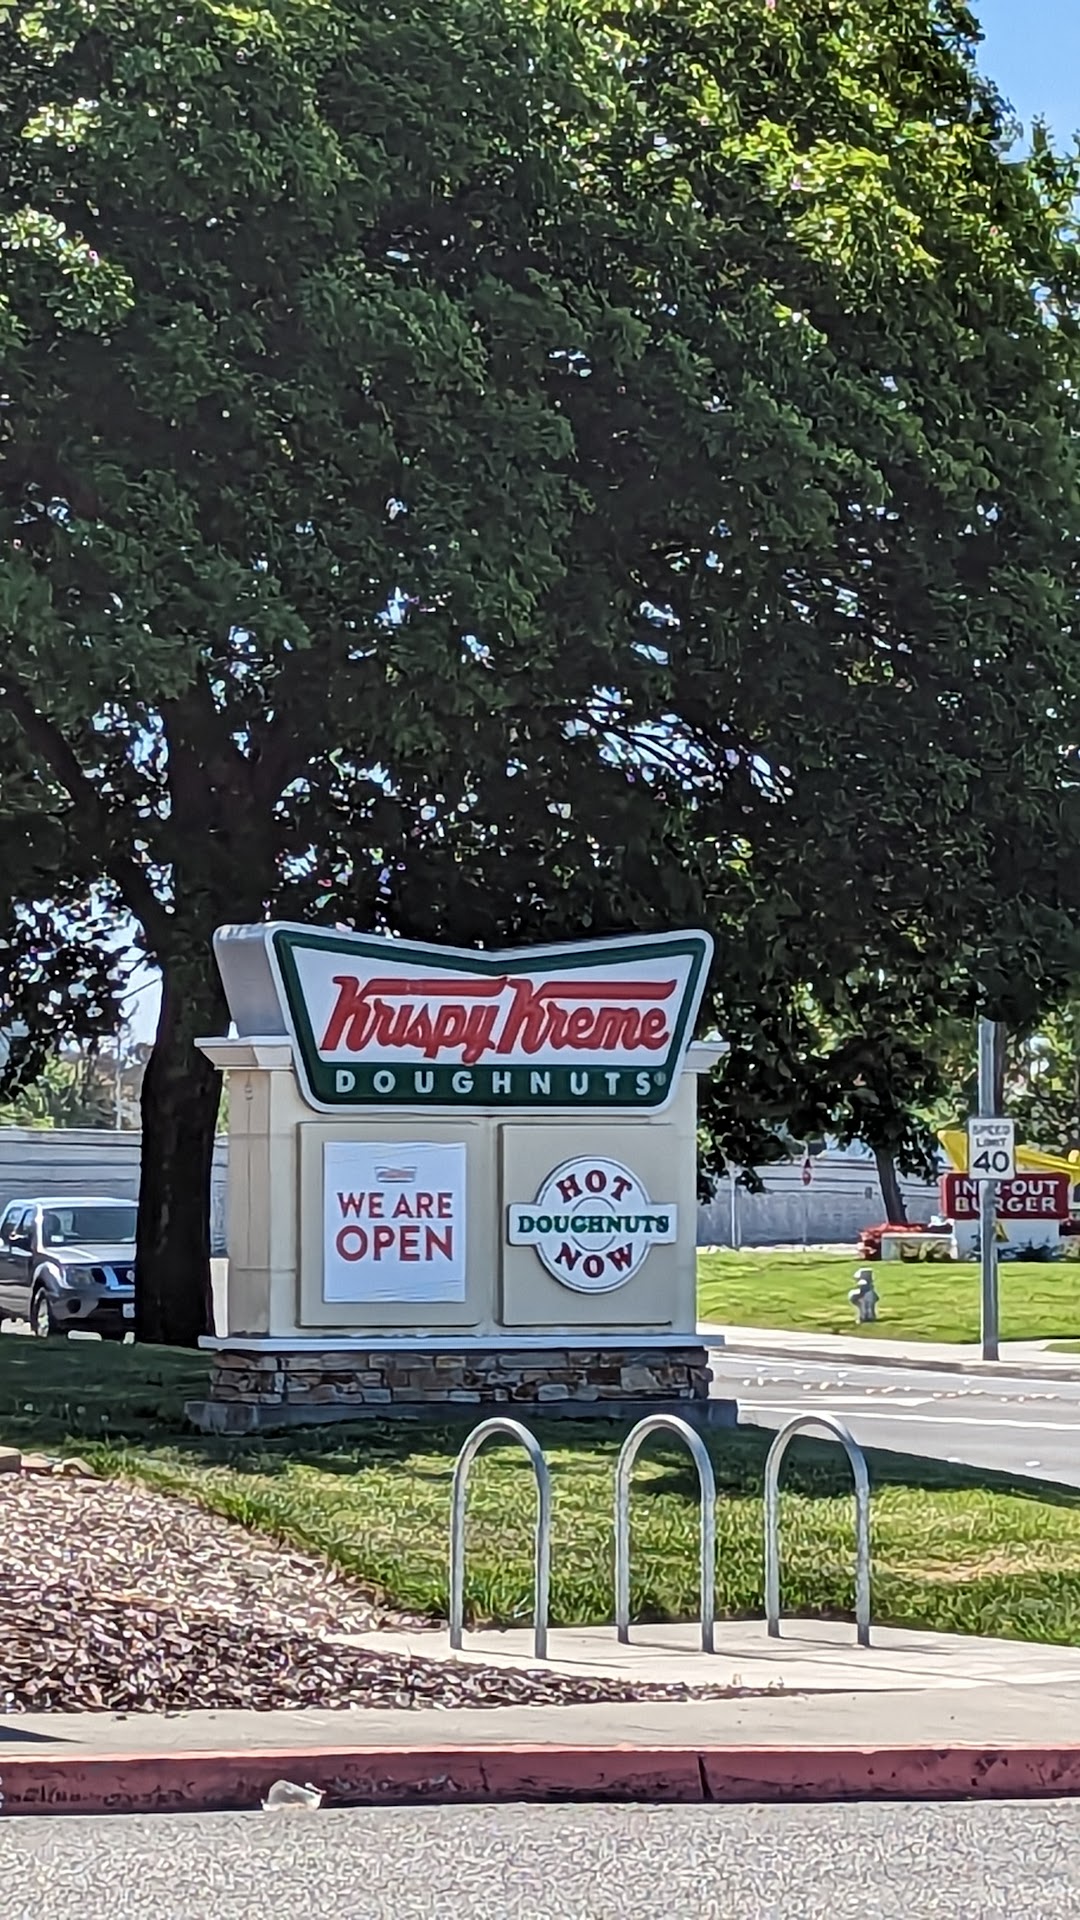 Krispy Kreme
DOUGHNUTS®
WE ARE
OPEN
HOT
DOUGHNUTS
NOW
SPEED
LIMIT
40
IN-N-OUT
BURGER